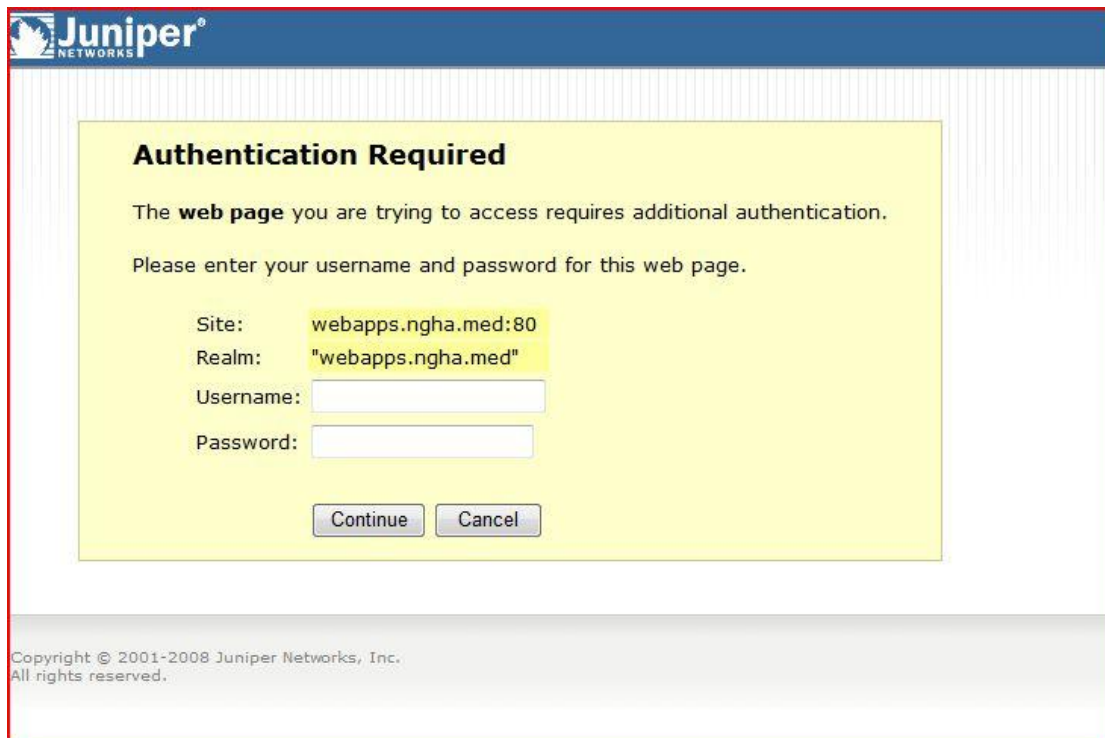 Juniper®
NETWORKS
Authentication Required
The web page you are trying to access requires additional authentication.
Please enter your username and password for this web page.
Site: webapps.ngha.med:80
Realm: "webapps.ngha.med"
Username:
Password:
Continue Cancel
Copyright © 2001-2008 Juniper Networks, Inc.
All rights reserved.